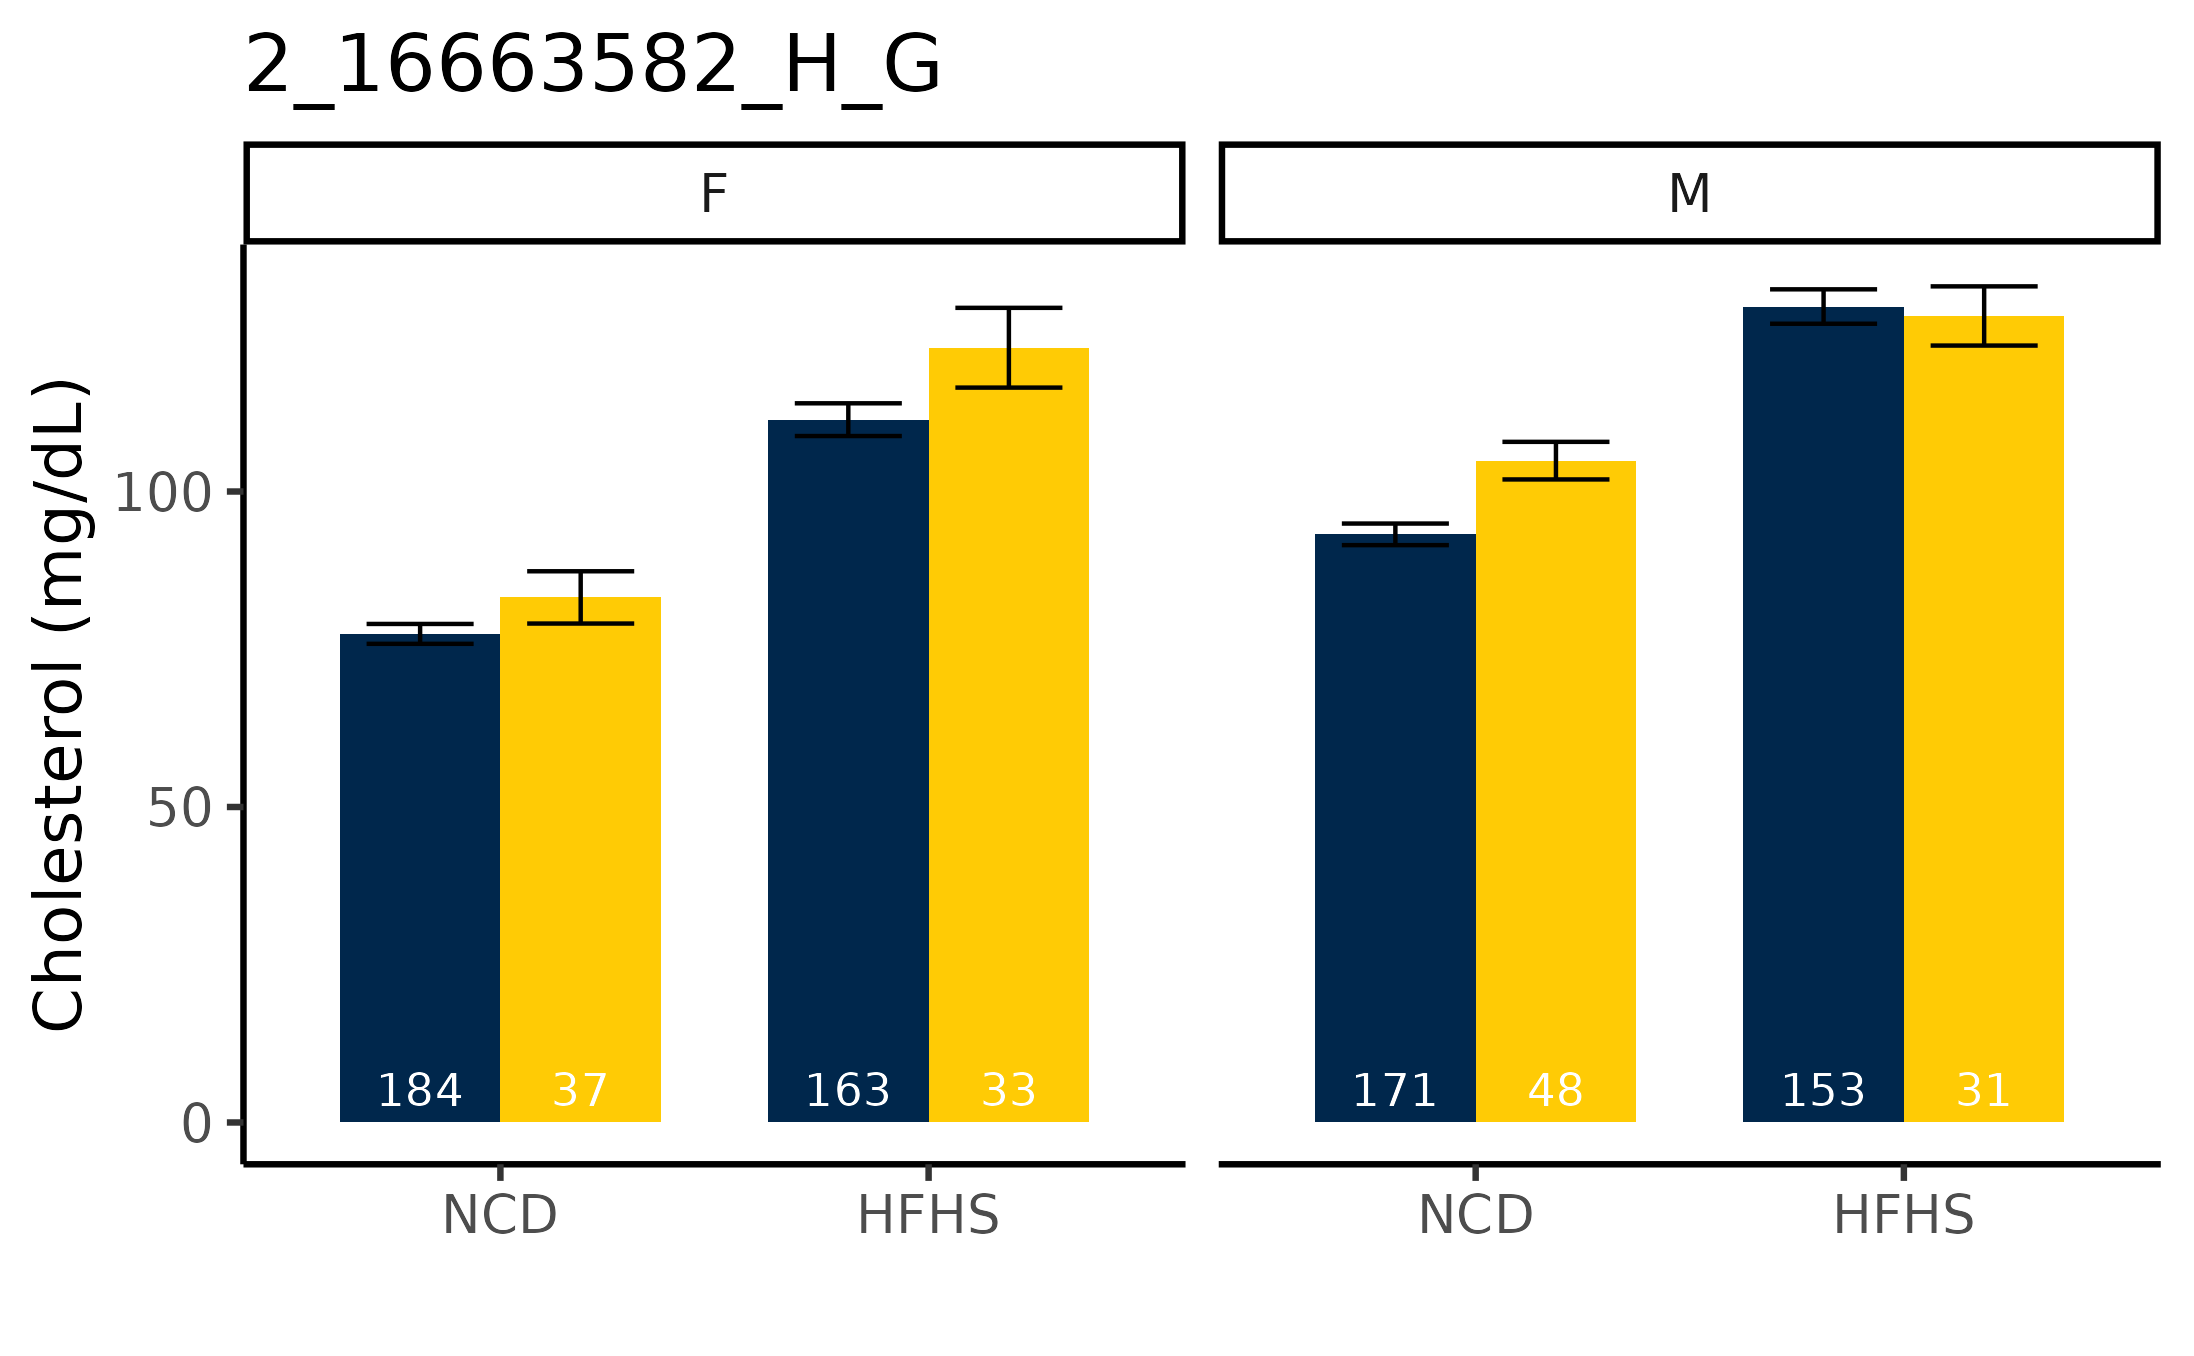 2_16663582_H_G
F
M
Cholesterol (mg/dL)
100
50
0
184
37
163
33
171
48
153
31
NCD
HFHS
NCD
HFHS